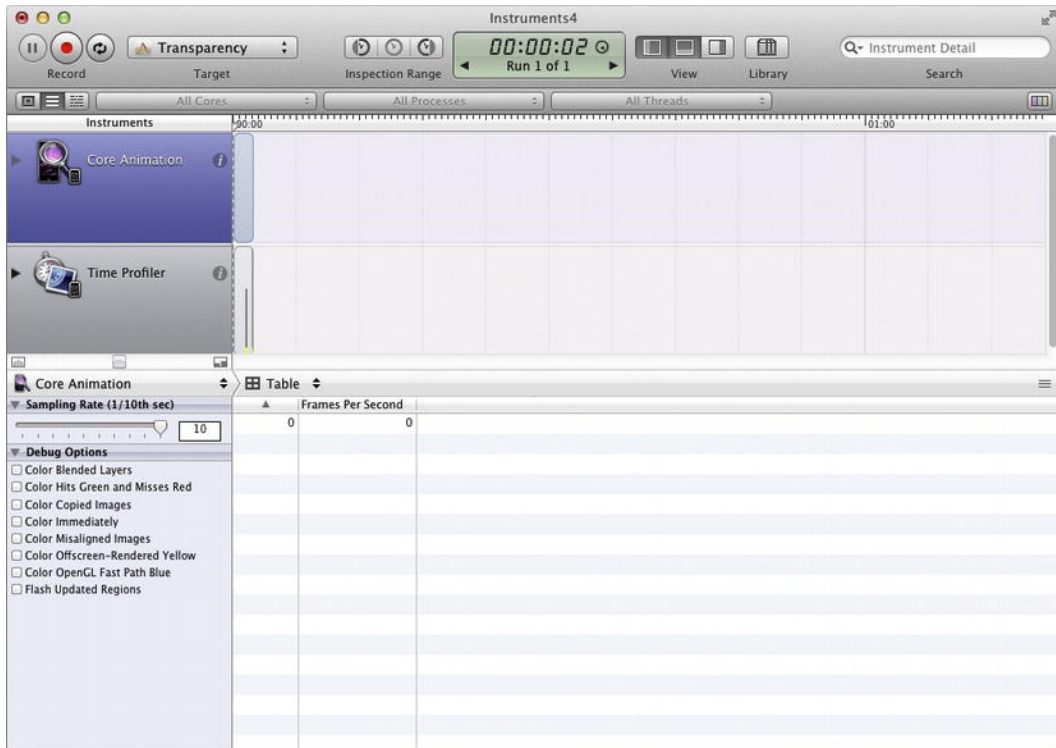 Instruments4
Transparency
00:00:02
Run 1 of 1
Instrument Detail
Record
Target
Inspection Range
View
Library
Search
All Cores
All Processes
All Threads
Instruments
00:00
01:00
Core Animation
Time Profiler
Core Animation
Table
Sampling Rate (1/10th sec)
Frames Per Second
10
0
0
Debug Options
Color Blended Layers
Color Hits Green and Misses Red
Color Copied Images
Color Immediately
Color Misaligned Images
Color Offscreen-Rendered Yellow
Color OpenGL Fast Path Blue
Flash Updated Regions